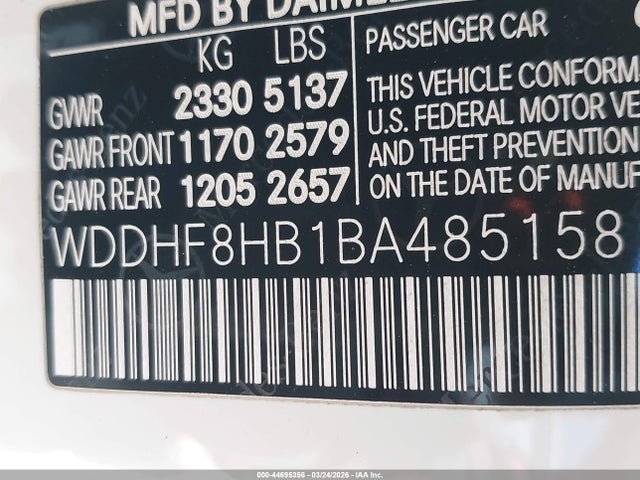 MFD BY DAIMLE
KG LBS
PASSENGER CAR
GVWR 2330 5137
GAWR FRONT 1170 2579
GAWR REAR 1205 2657
THIS VEHICLE CONFORM
U.S. FEDERAL MOTOR VE
AND THEFT PREVENTION
ON THE DATE OF MANUF
WDDHF8HB1BA485158
000-44695356 - 03/24/2026 - IAA Inc.